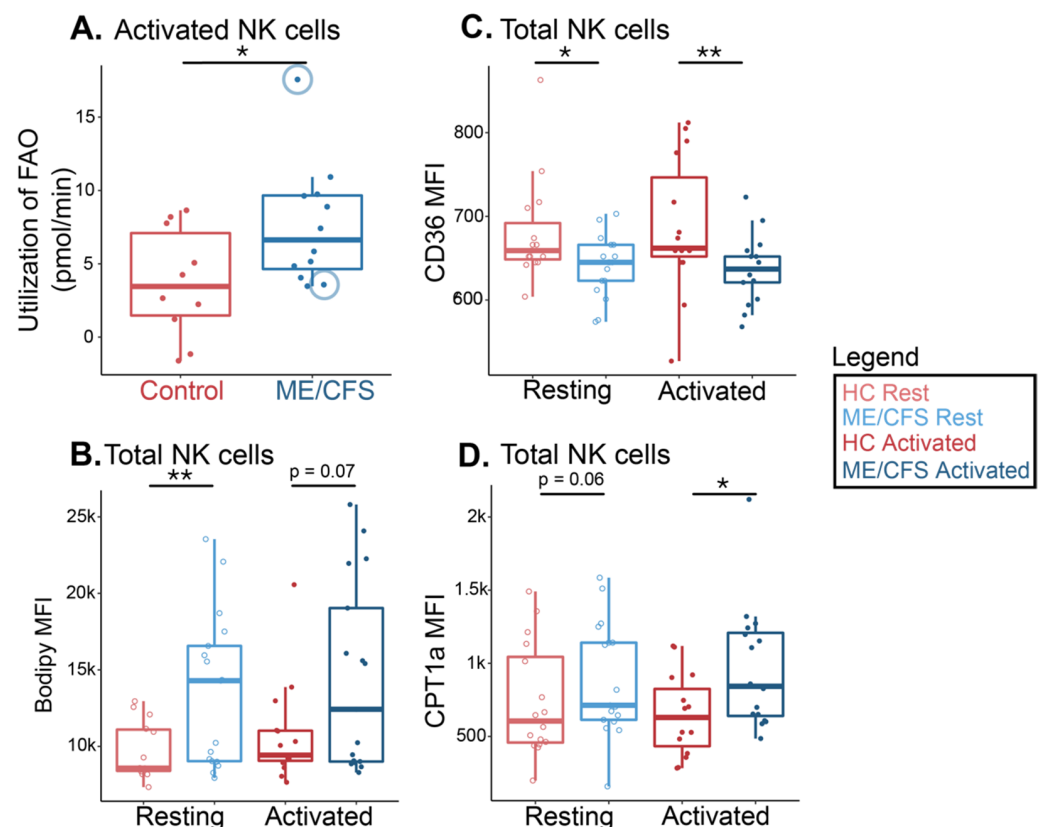 A. Activated NK cells
*
Utilization of FAO
(pmol/min)
15
10
5
0
Control
ME/CFS
C. Total NK cells
*
**
CD36 MFI
800
700
600
Resting
Activated
Legend
HC Rest
ME/CFS Rest
HC Activated
ME/CFS Activated
B. Total NK cells
**
p = 0.07
Bodipy MFI
25k
20k
15k
10k
Resting
Activated
D. Total NK cells
p = 0.06
*
CPT1a MFI
2k
1.5k
1k
500
Resting
Activated